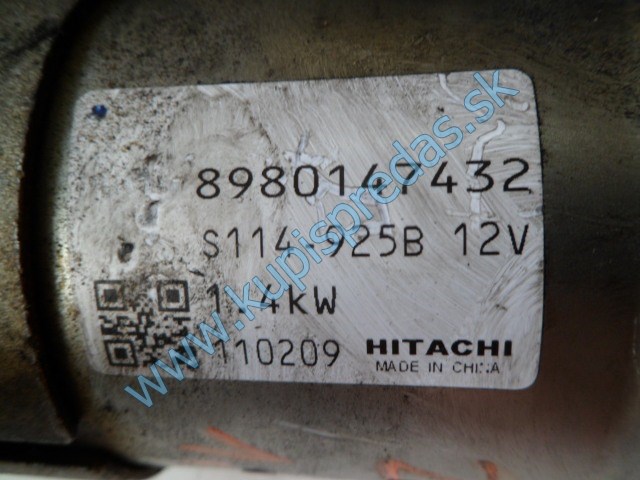 8980147432
S114-925B 12V
1.4kW
110209 HITACHI
MADE IN CHINA
www.kupispredas.sk